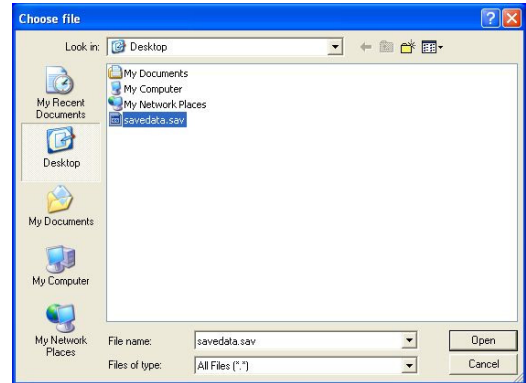 Choose file
Look in:
Desktop
My Recent
Documents
Desktop
My Documents
My Computer
My Network
Places
My Documents
My Computer
My Network Places
savedata.sav
File name:
savedata.sav
Open
Files of type:
All Files (*.*)
Cancel